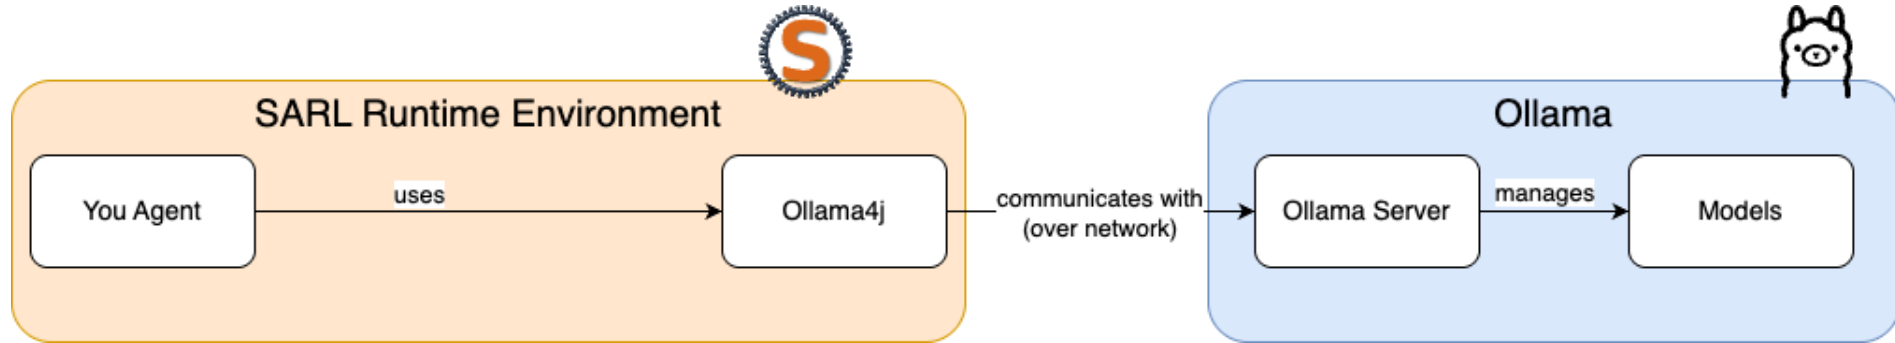 S
SARL Runtime Environment
Ollama
You Agent
uses
Ollama4j
communicates with
(over network)
Ollama Server
manages
Models